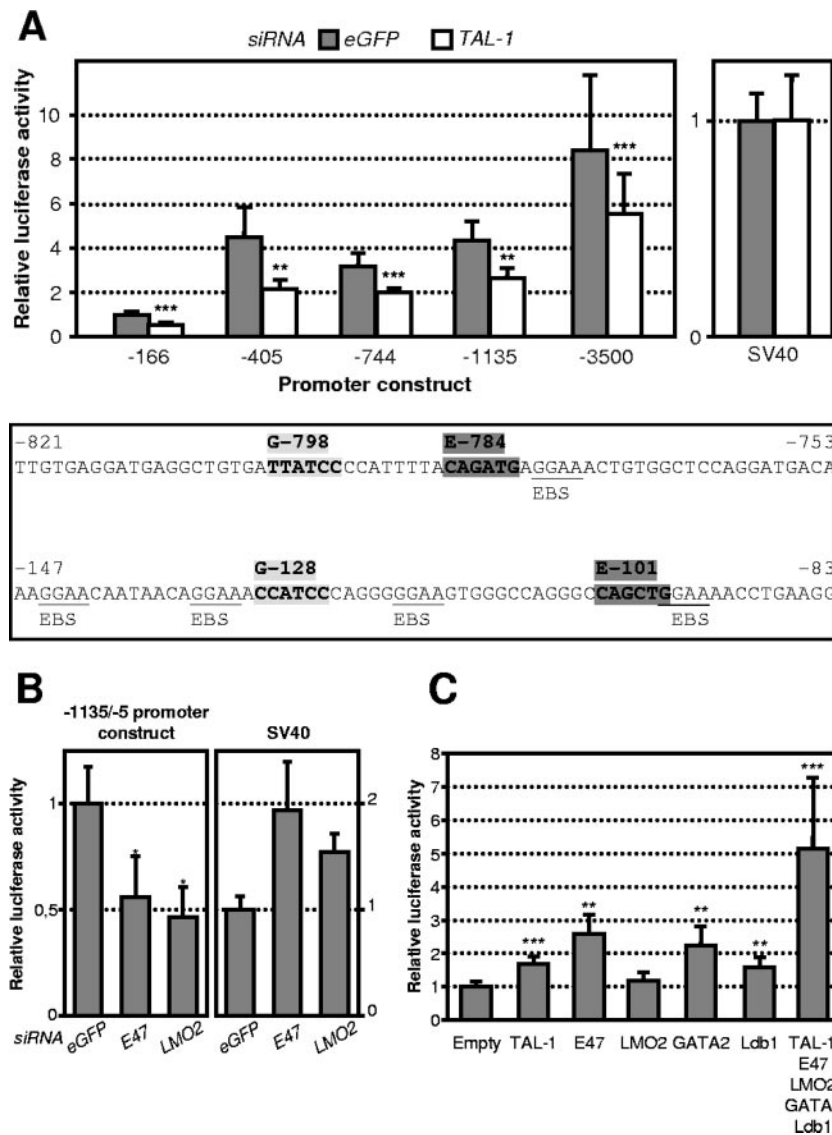 A
siRNA eGFP TAL-1
Relative luciferase activity
10
8
6
4
2
0
*** ** *** ** ***
-166 -405 -744 -1135 -3500
Promoter construct
1
0
SV40
-821 G-798 E-784 -753
TTGTGAGGATGAGGCTGTGATTATCCCCATTTTACAGATGAGGAAACTGTGGCTCCAGGATGACA
EBS
-147 G-128 E-101 -83
AAGGAACAATAACAGGAAACCATCCCAGGGGGAAGTGGGCCAGGGCCAGCTGGAAAACCTGAAGG
EBS EBS EBS EBS
B
-1135/-5 promoter
construct
SV40
Relative luciferase activity
1
0,5
0
* *
2
1
0
siRNA eGFP E47 LMO2 eGFP E47 LMO2
C
Relative luciferase activity
8
7
6
5
4
3
2
1
0
*** ** ** ** ***
Empty TAL-1 E47 LMO2 GATA2 Ldb1 TAL-1
E47
LMO2
GATA
Ldb1